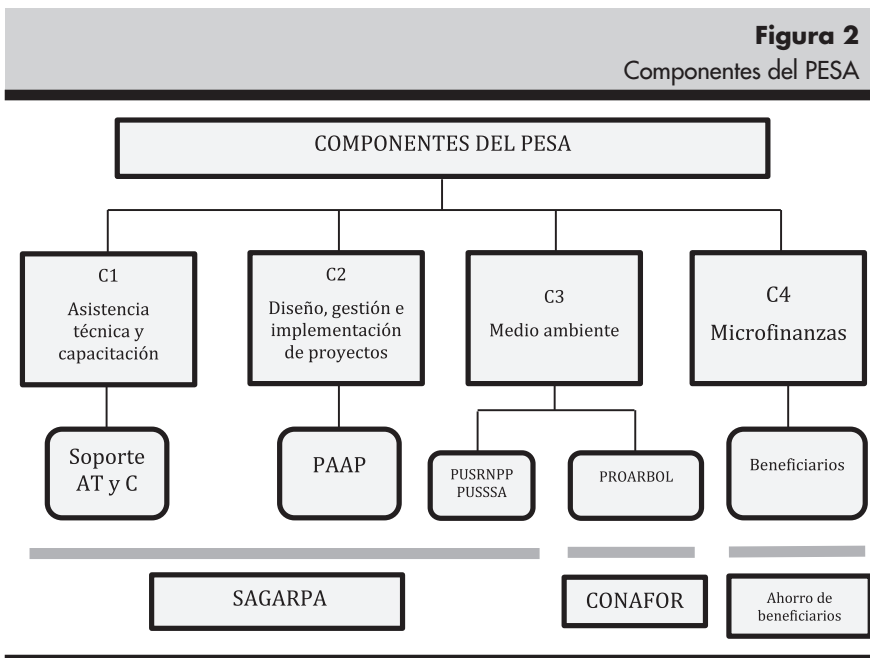 Figura 2
Componentes del PESA
COMPONENTES DEL PESA
C1
Asistencia
técnica y
capacitación
C2
Diseño, gestión e
implementación
de proyectos
C3
Medio ambiente
C4
Microfinanzas
Soporte
AT y C
PAAP
PUSRNPP
PUSSSA
PROARBOL
Beneficiarios
SAGARPA
CONAFOR
Ahorro de
beneficiarios